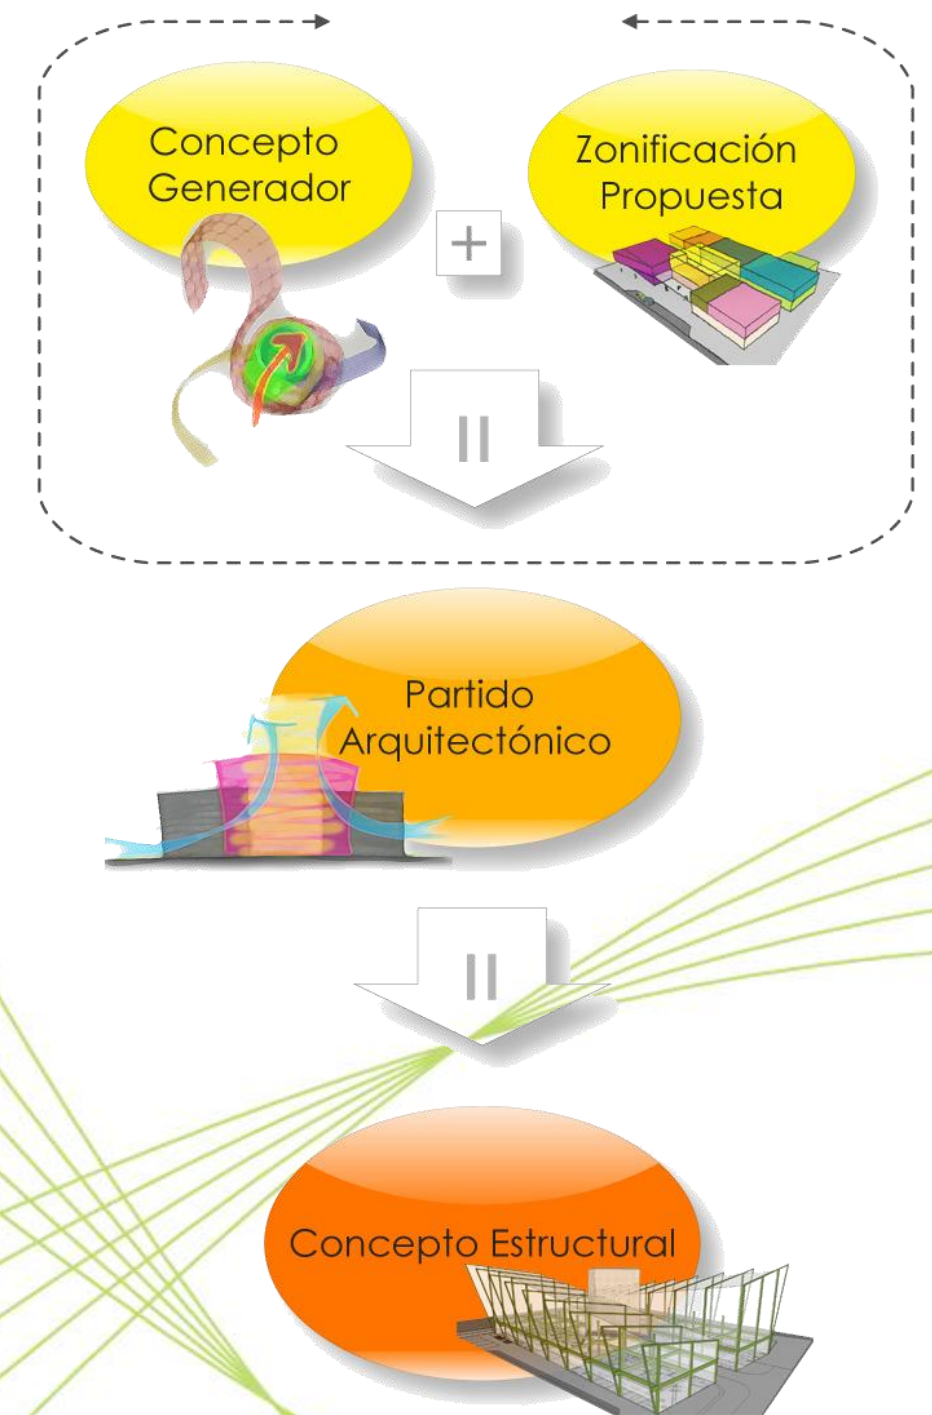 Concepto
Generador
Zonificación
Propuesta
+
=
Partido
Arquitectónico
=
Concepto Estructural